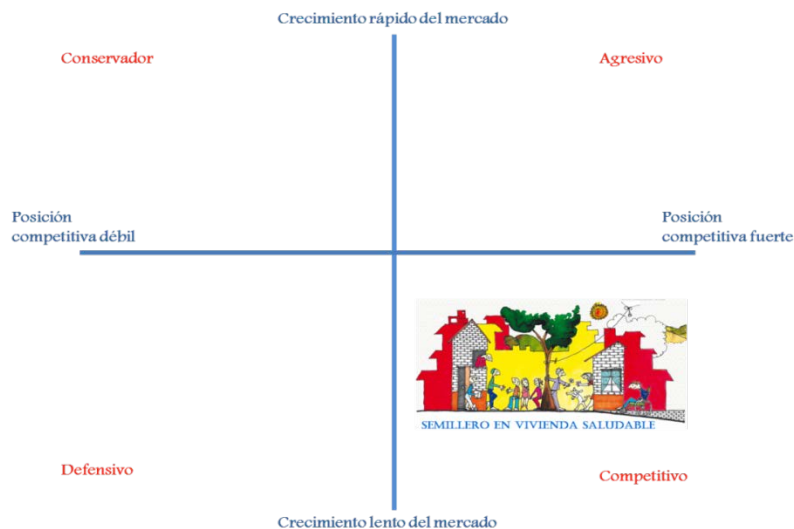 Crecimiento rápido del mercado
Conservador
Agresivo
Posición
competitiva débil
Posición
competitiva fuerte
SEMILLERO EN VIVIENDA SALUDABLE
Defensivo
Competitivo
Crecimiento lento del mercado